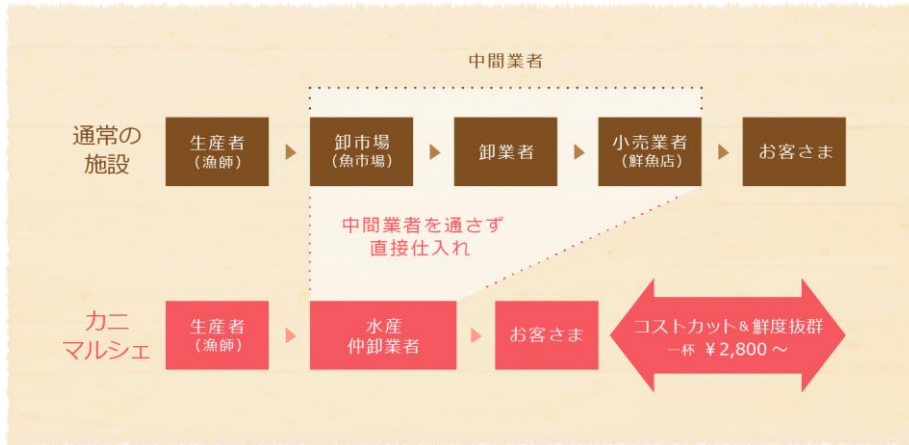 中間業者
通常の
施設
生産者
(漁師)
卸市場
(魚市場)
卸業者
小売業者
(鮮魚店)
お客さま
中間業者を通さず
直接仕入れ
カニ
マルシェ
生産者
(漁師)
水産
仲卸業者
お客さま
コストカット&鮮度抜群
一杯 ¥2,800～